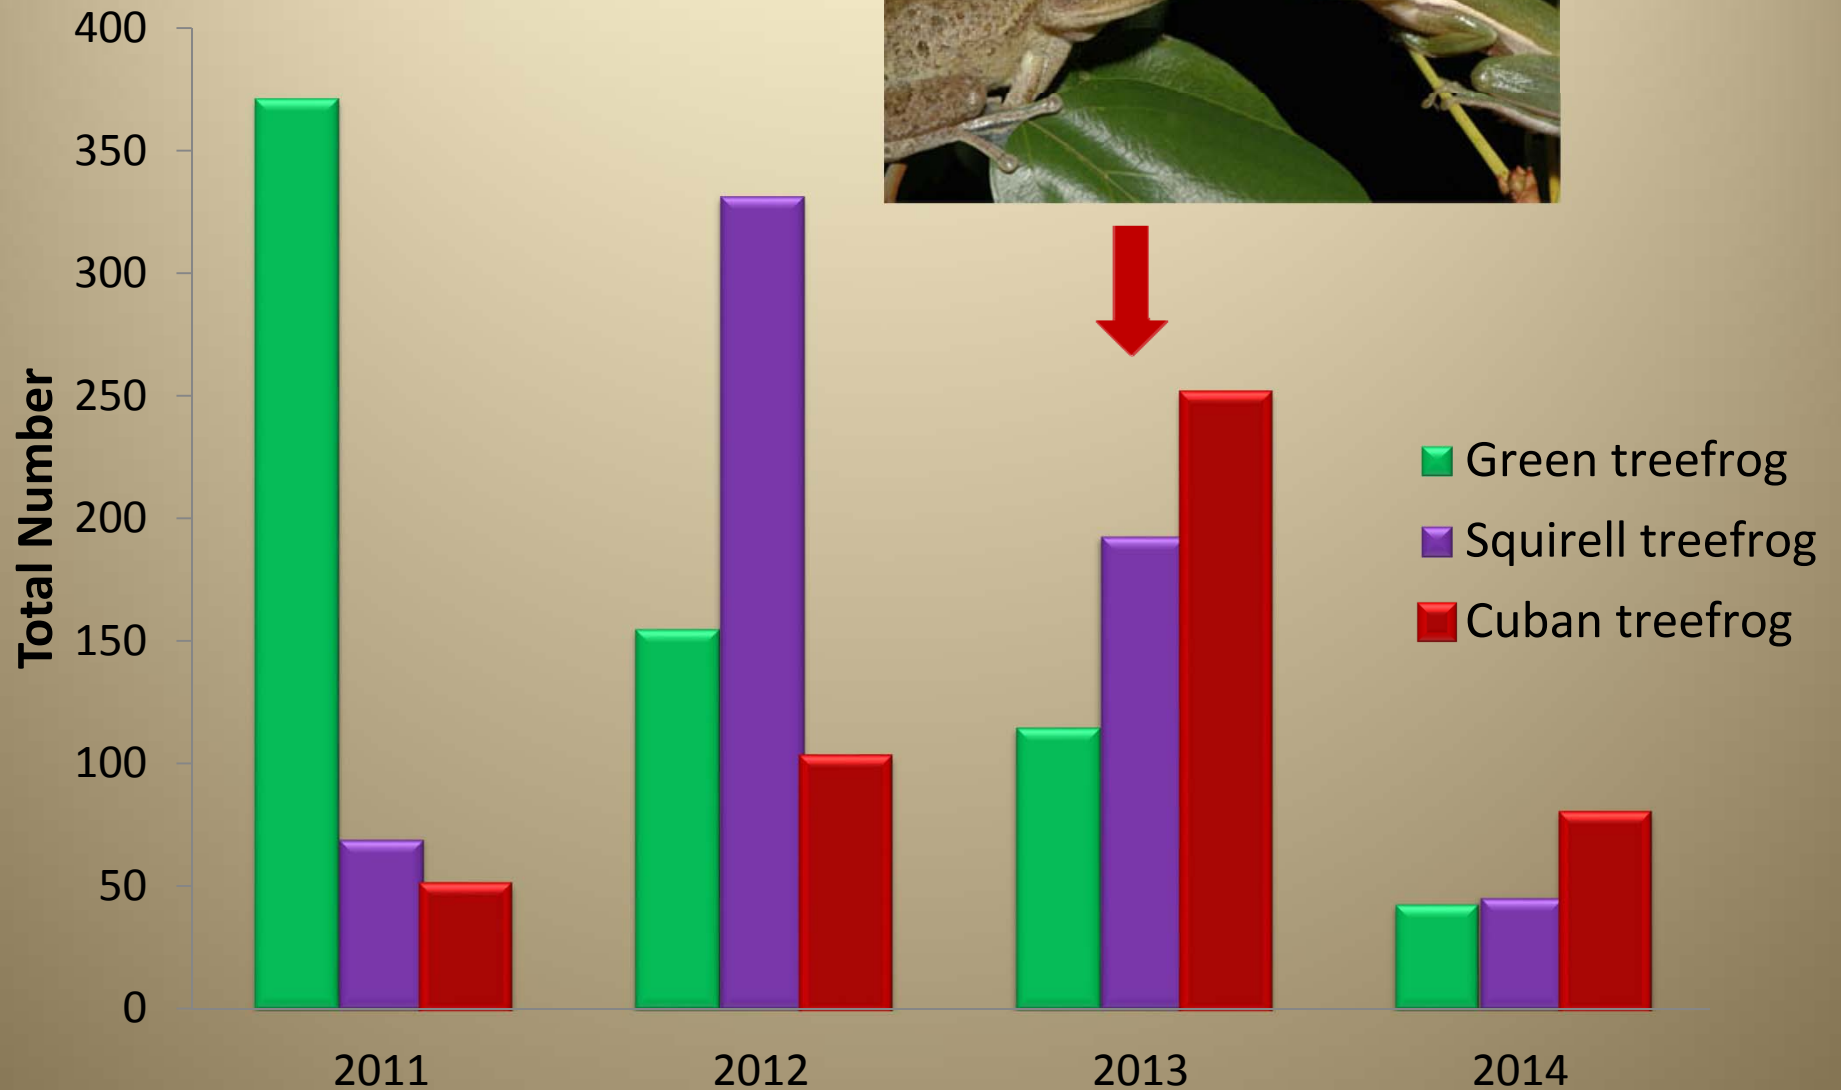 400
350
300
250
200
150
100
50
0
Total Number
2011 2012 2013 2014
Green treefrog
Squirell treefrog
Cuban treefrog